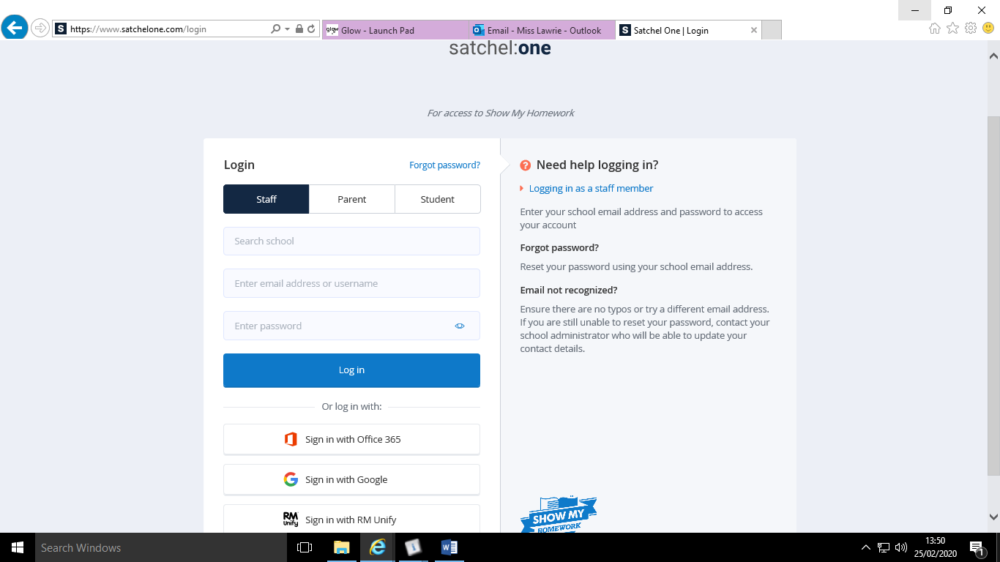 https://www.satchelone.com/login
Glow - Launch Pad
Email - Miss Lawrie - Outlook
Satchel One | Login
satchel:one
For access to Show My Homework
Login
Forgot password?
Staff
Parent
Student
Search school
Enter email address or username
Enter password
Log in
Or log in with:
Sign in with Office 365
Sign in with Google
RM Unify
Sign in with RM Unify
Need help logging in?
Logging in as a staff member
Enter your school email address and password to access
your account
Forgot password?
Reset your password using your school email address.
Email not recognized?
Ensure there are no typos or try a different email address.
If you are still unable to reset your password, contact your
school administrator who will be able to update your
contact details.
SHOW MY
HOMEWORK
Search Windows
13:50
25/02/2020
1